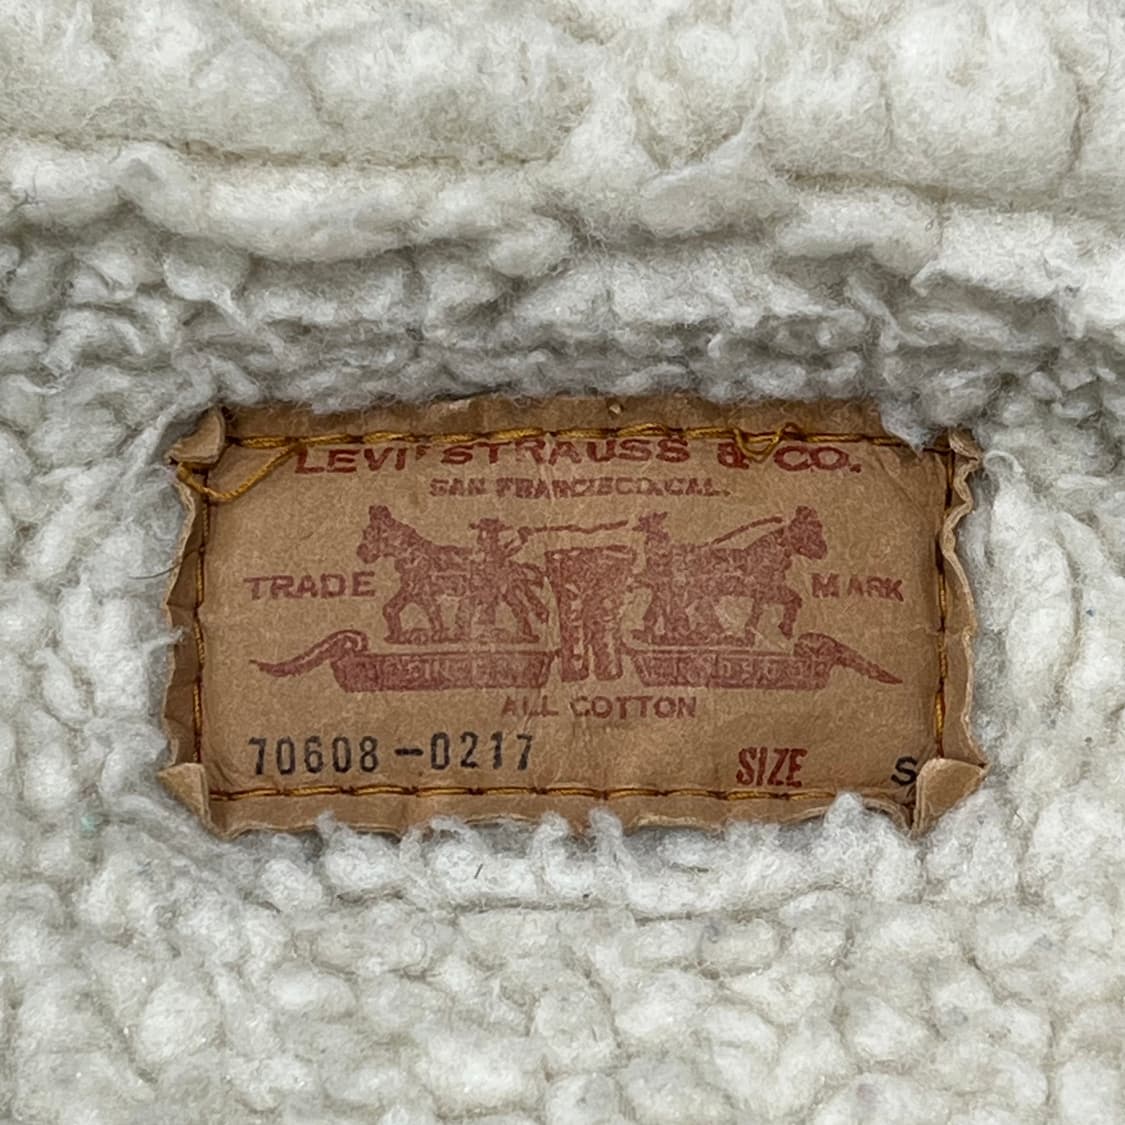 LEVI STRAUSS & CO.
SAN FRANCISCO, CAL.
TRADE MARK
ALL COTTON
70608-0217 SIZE S